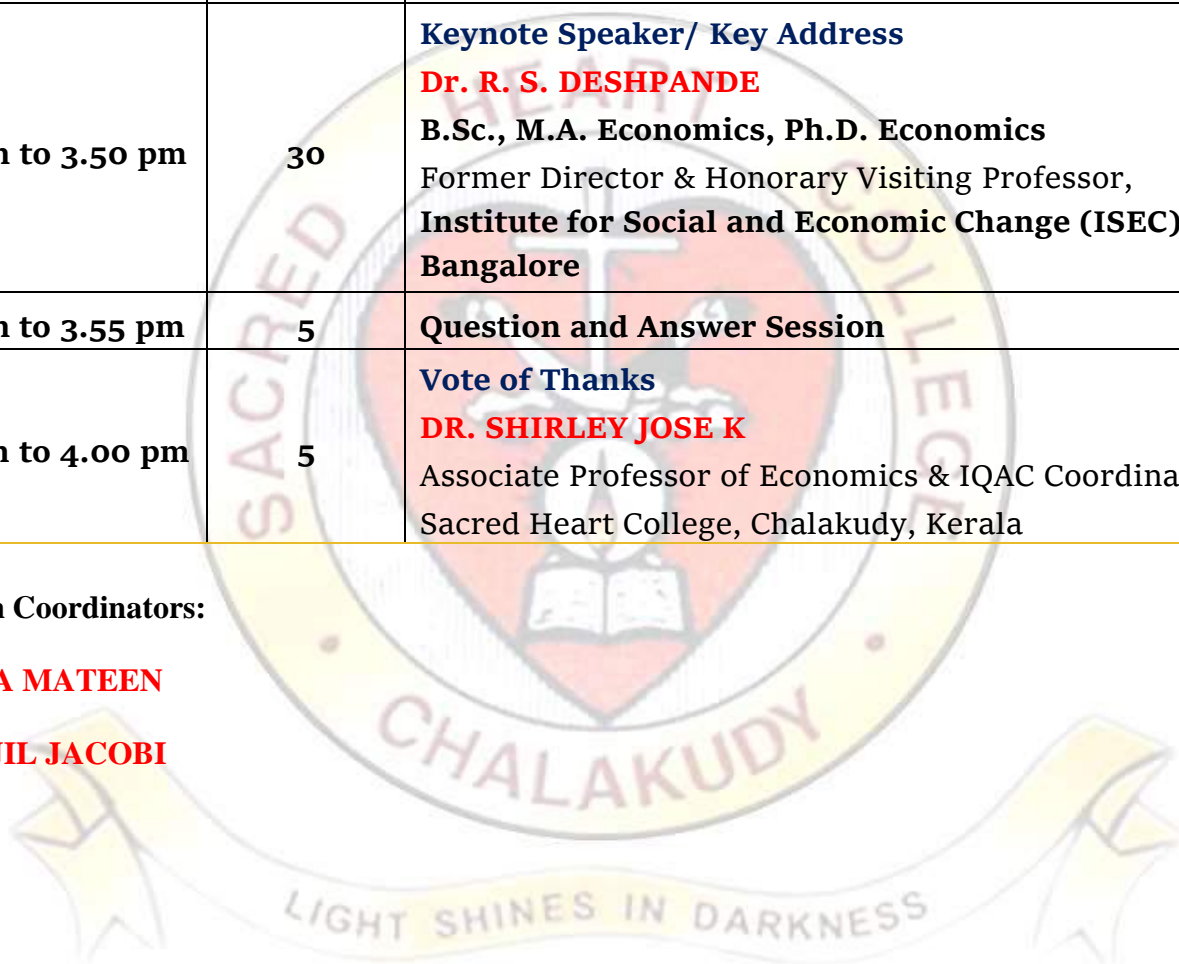 Keynote Speaker/ Key Address
Dr. R. S. DESHPANDE
B.Sc., M.A. Economics, Ph.D. Economics
to 3.50 pm
30
Former Director & Honorary Visiting Professor,
Institute for Social and Economic Change (ISEC)
Bangalore
to 3.55 pm
5
Question and Answer Session
Vote of Thanks
DR. SHIRLEY JOSE K
to 4.00 pm
5
Associate Professor of Economics & IQAC
Sacred Heart College, Chalakudy, Kerala
Coordinators:
MATEEN
JACOBI
SACRED HEART COLLEGE
CHALAKUDY
LIGHT SHINES IN DARKNESS